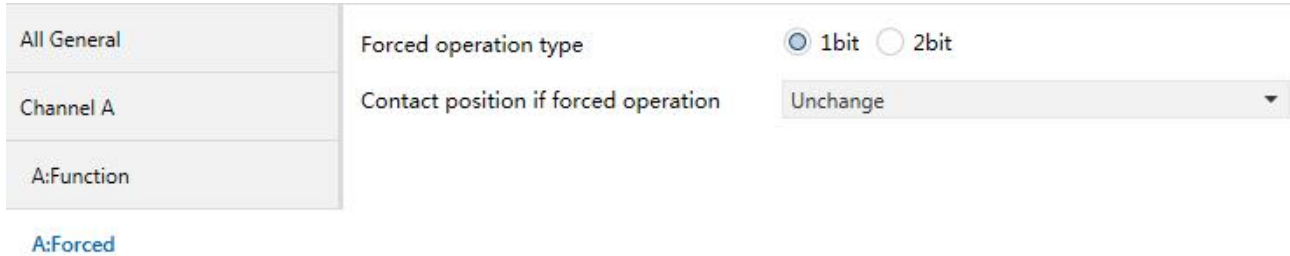 All General
Forced operation type 1bit 2bit
Channel A
Contact position if forced operation Unchange
A:Function
A:Forced